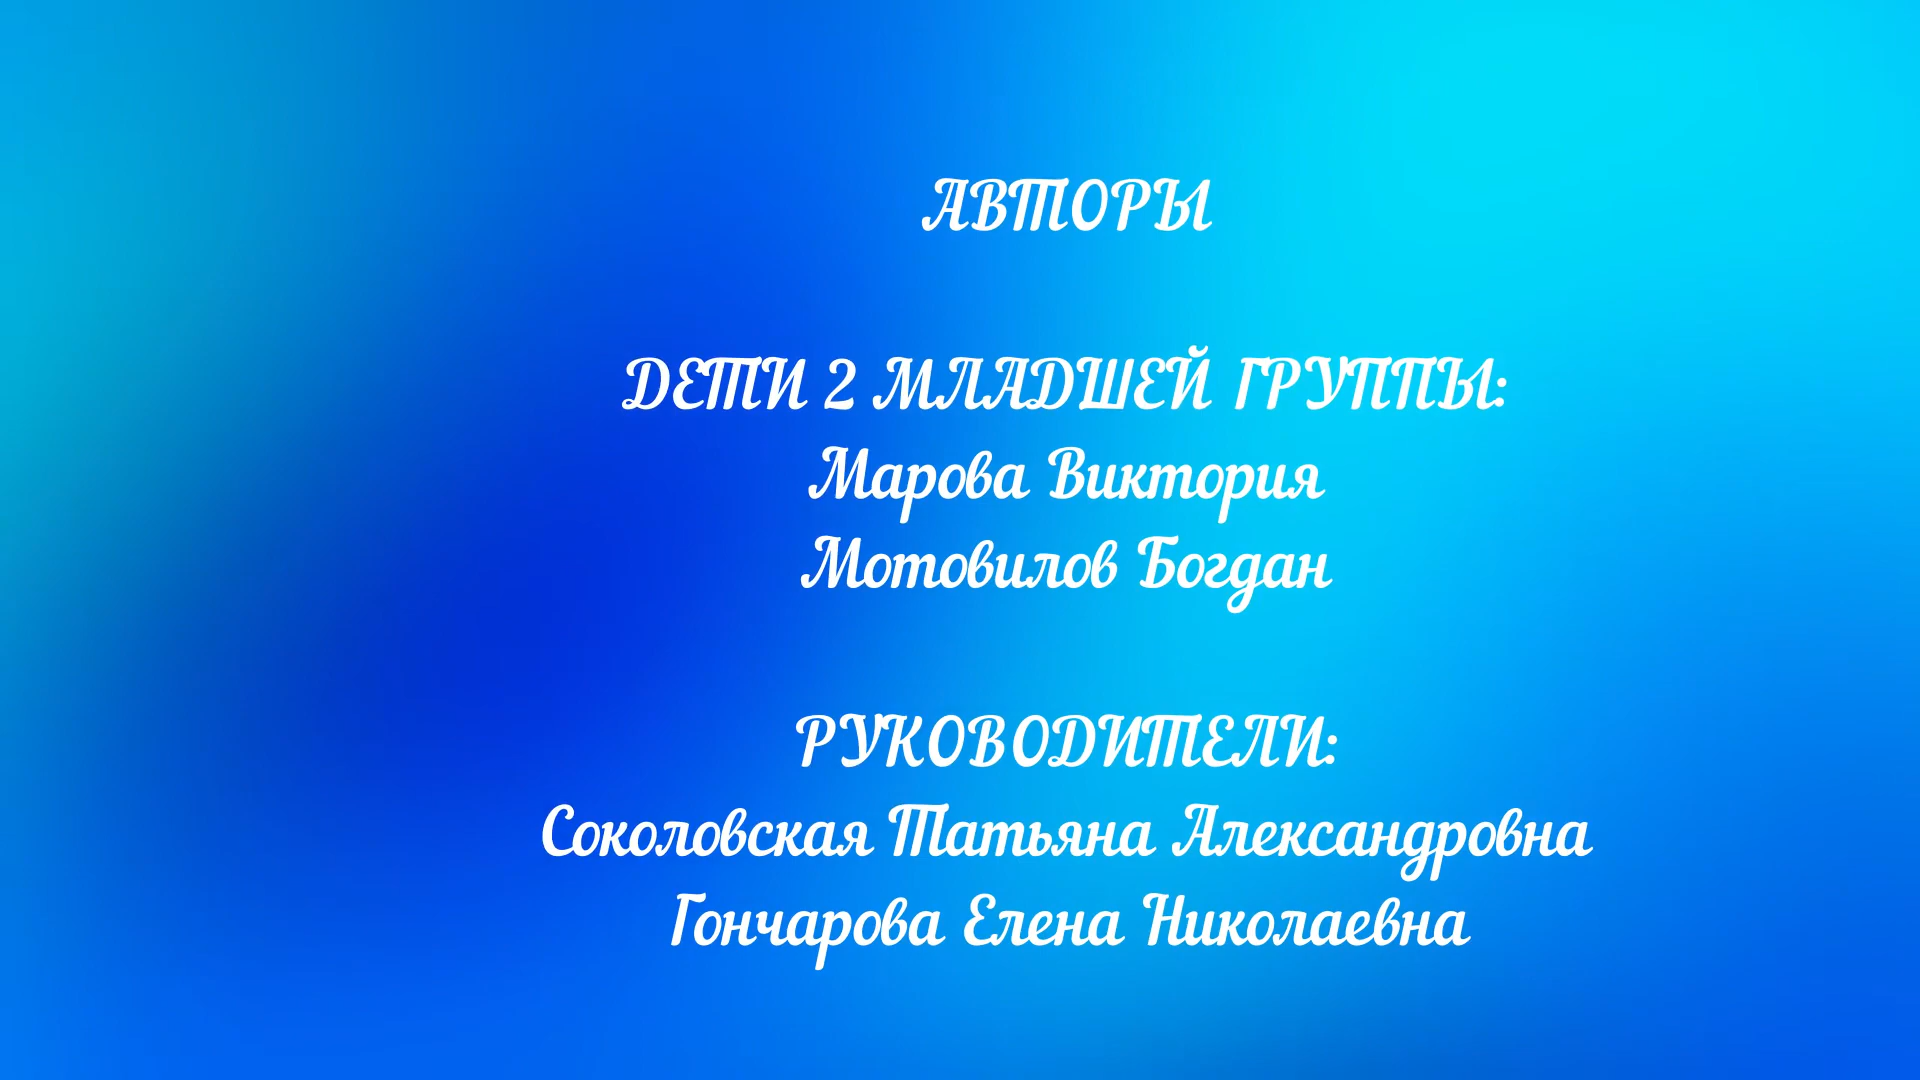 АВТОРЫ
ДЕТИ 2 МЛАДШЕЙ ГРУППЫ:
Марова Виктория
Мотовилов Богдан
РУКОВОДИТЕЛИ:
Соколовская Татьяна Александровна
Гончарова Елена Николаевна